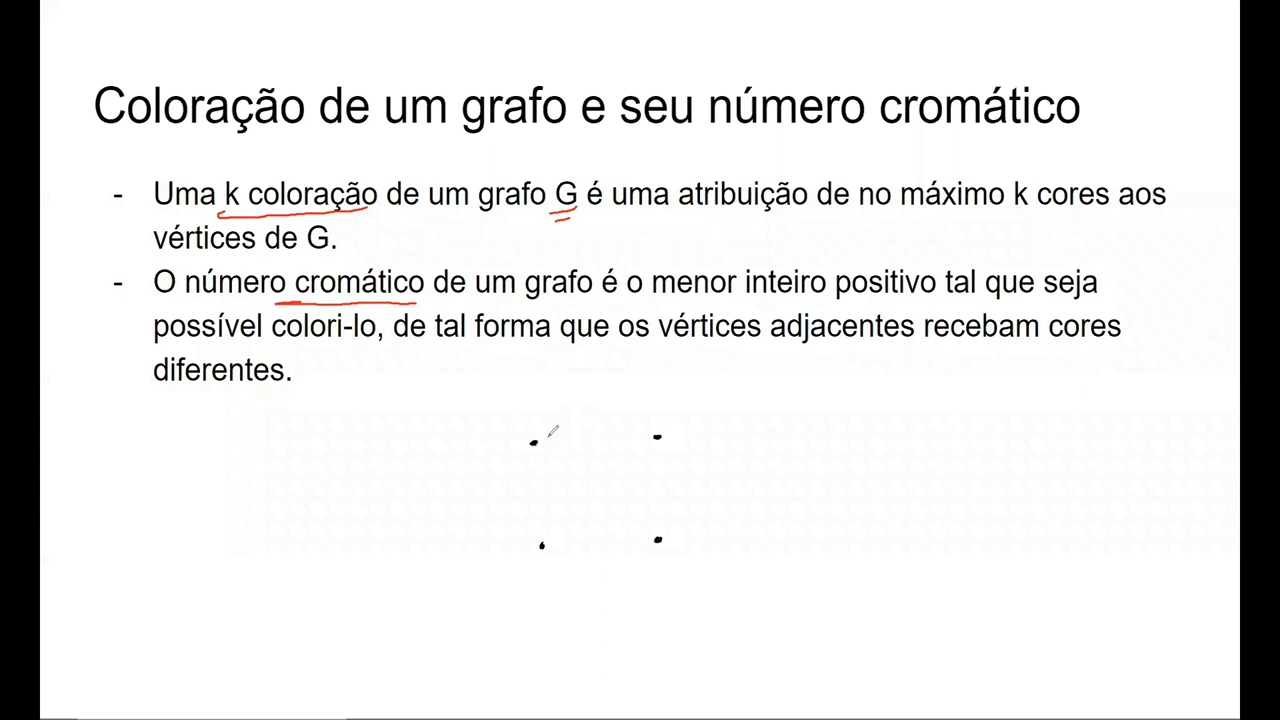 Coloração de um grafo e seu número cromático
- Uma k coloração de um grafo G é uma atribuição de no máximo k cores aos
vértices de G.
- O número cromático de um grafo é o menor inteiro positivo tal que seja
possível colori-lo, de tal forma que os vértices adjacentes recebam cores
diferentes.